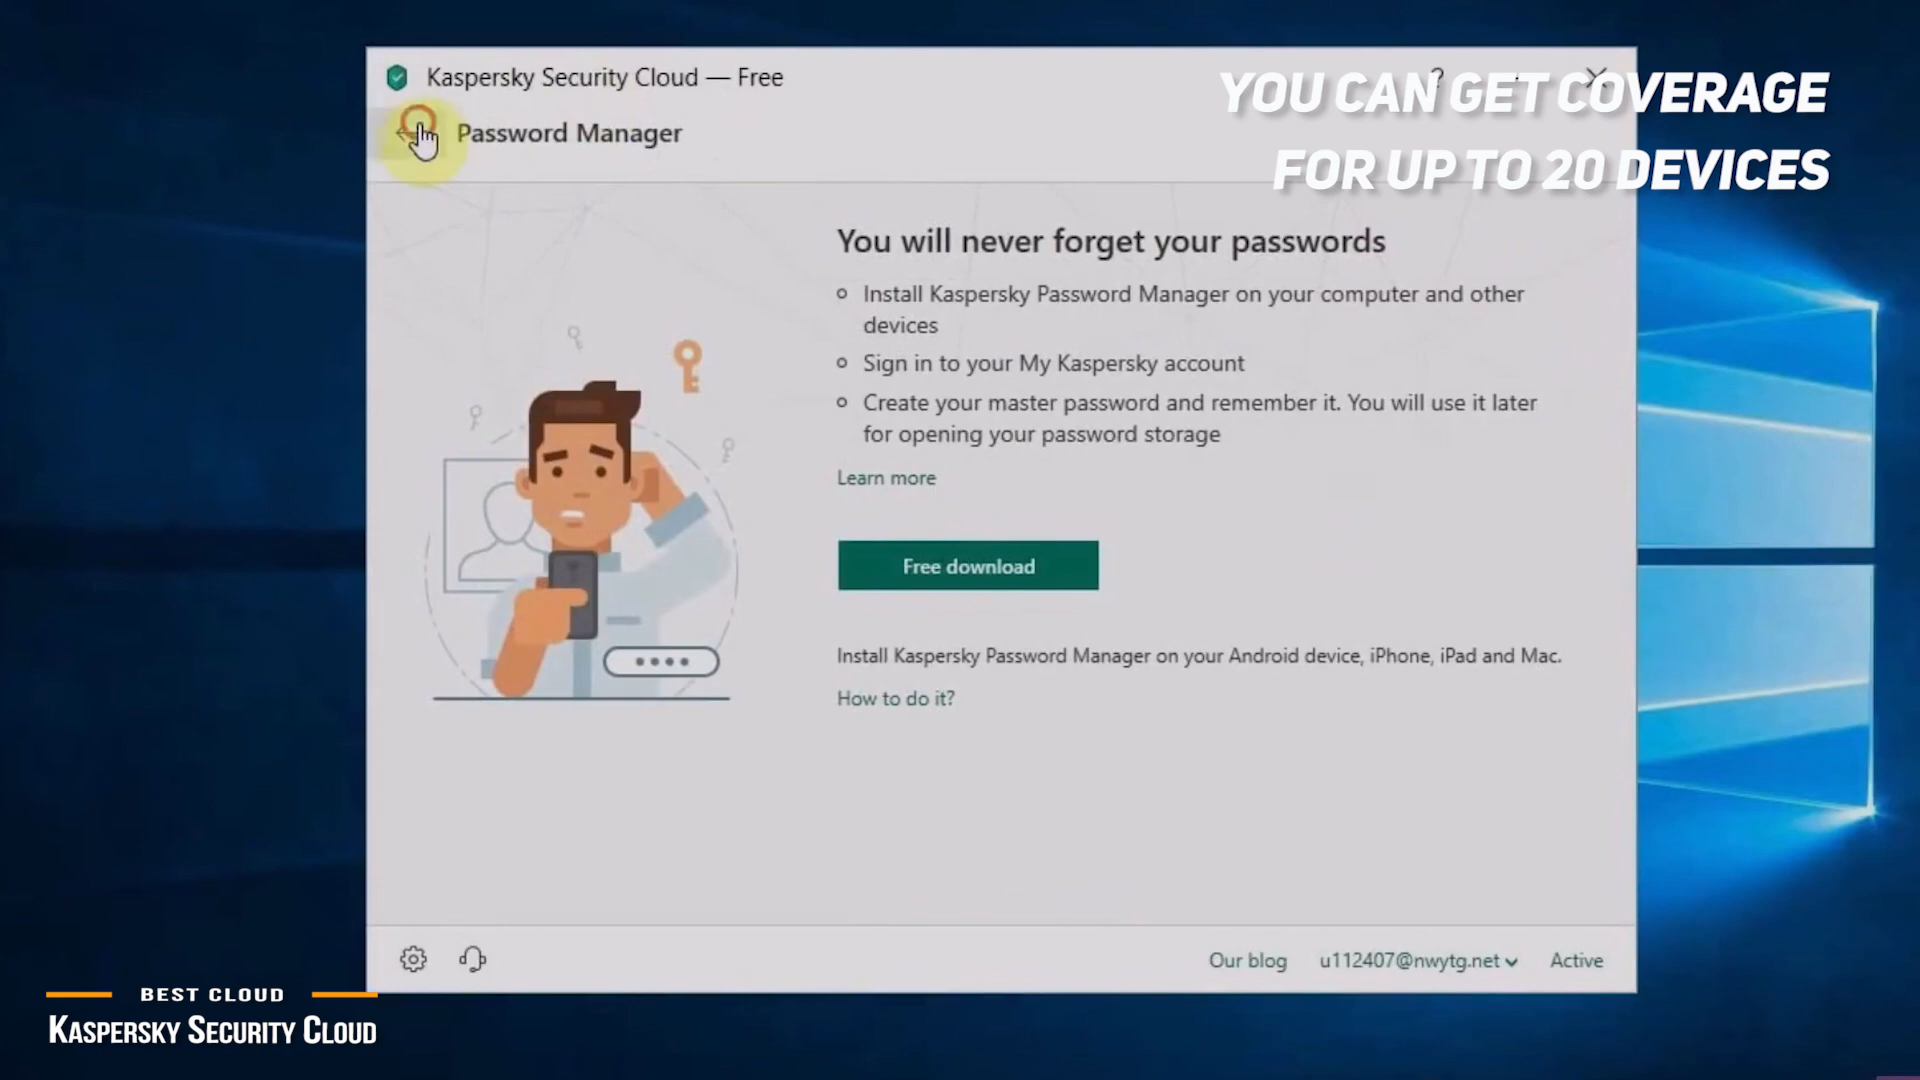 Kaspersky Security Cloud — Free
?
YOU CAN GET COVERAGE
FOR UP TO 20 DEVICES
Password Manager
You will never forget your passwords
Install Kaspersky Password Manager on your computer and other
devices
Sign in to your My Kaspersky account
Create your master password and remember it. You will use it later
for opening your password storage
Learn more
Free download
Install Kaspersky Password Manager on your Android device, iPhone, iPad and Mac.
How to do it?
Our blog
u112407@nwytg.net
Active
BEST CLOUD
KASPERSKY SECURITY CLOUD